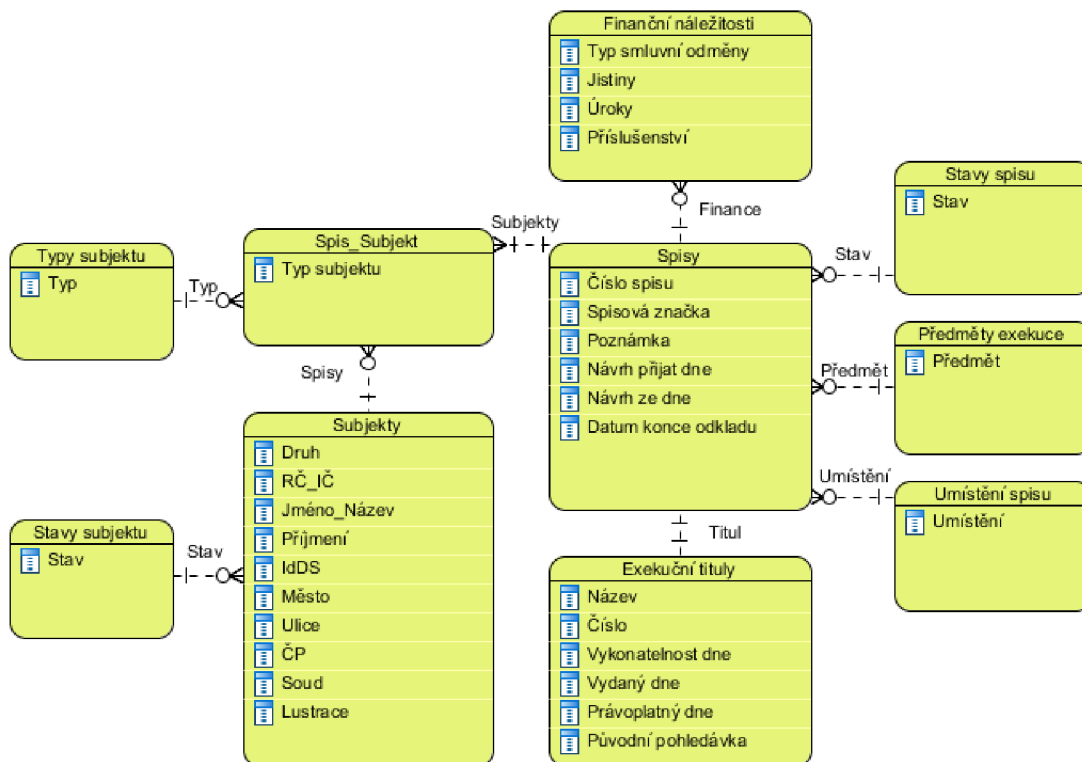 Finanční náležitosti
Typ smluvní odměny
Jistiny
Úroky
Příslušenství
Finance
Stavy spisu
Stav
Stav
Subjekty
Spis_Subjekt
Typ subjektu
Typy subjektu
Typ
Typ
Spisy
Číslo spisu
Spisová značka
Poznámka
Návrh přijat dne
Návrh ze dne
Datum konce odkladu
Předměty exekuce
Předmět
Předmět
Umístění
Umístění spisu
Umístění
Spisy
Subjekty
Druh
RČ_IČ
Jméno_Název
Příjmení
IdDS
Město
Ulice
ČP
Soud
Lustrace
Stavy subjektu
Stav
Stav
Titul
Exekuční tituly
Název
Číslo
Vykonatelnost dne
Vydaný dne
Právoplatný dne
Původní pohledávka